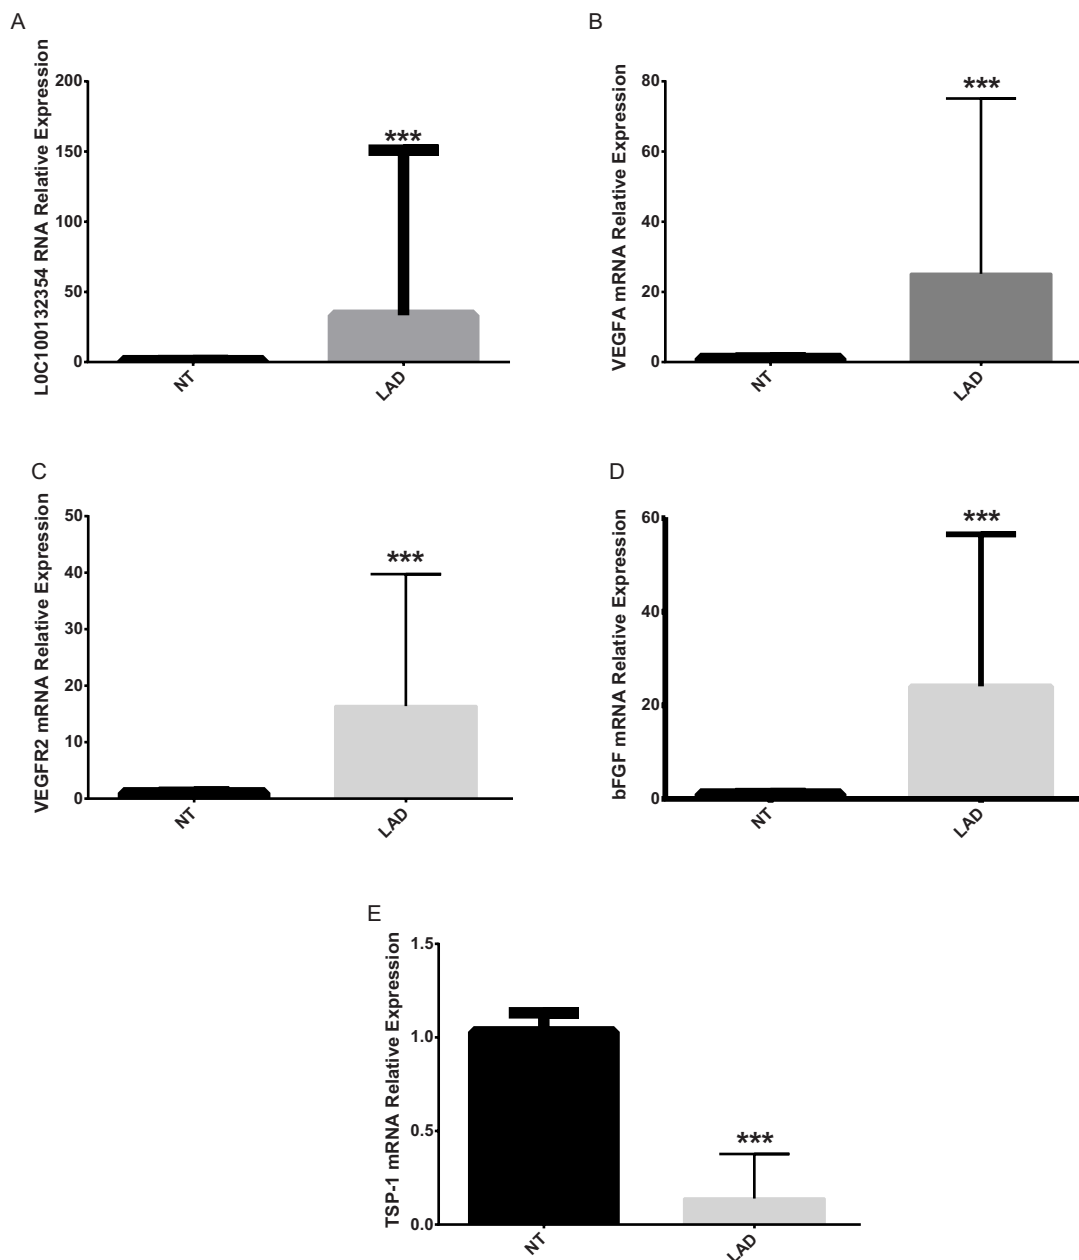 A
L0C100132354 RNA Relative Expression
200
150
100
50
0
***
NT
LAD
B
VEGFA mRNA Relative Expression
80
60
40
20
0
***
NT
LAD
C
VEGFR2 mRNA Relative Expression
50
40
30
20
10
0
***
NT
LAD
D
bFGF mRNA Relative Expression
60
40
20
0
***
NT
LAD
E
TSP-1 mRNA Relative Expression
1.5
1.0
0.5
0.0
***
NT
LAD